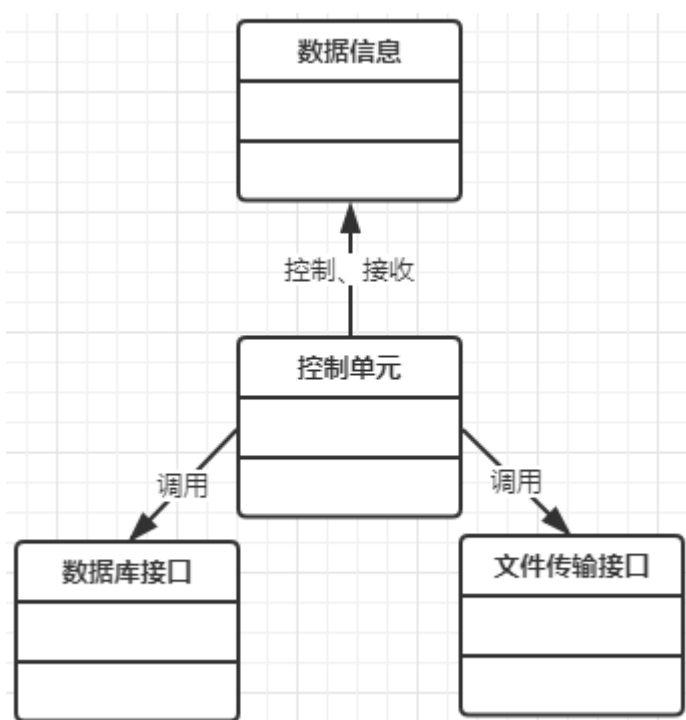 数据信息
控制、接收
控制单元
调用
调用
数据库接口
文件传输接口